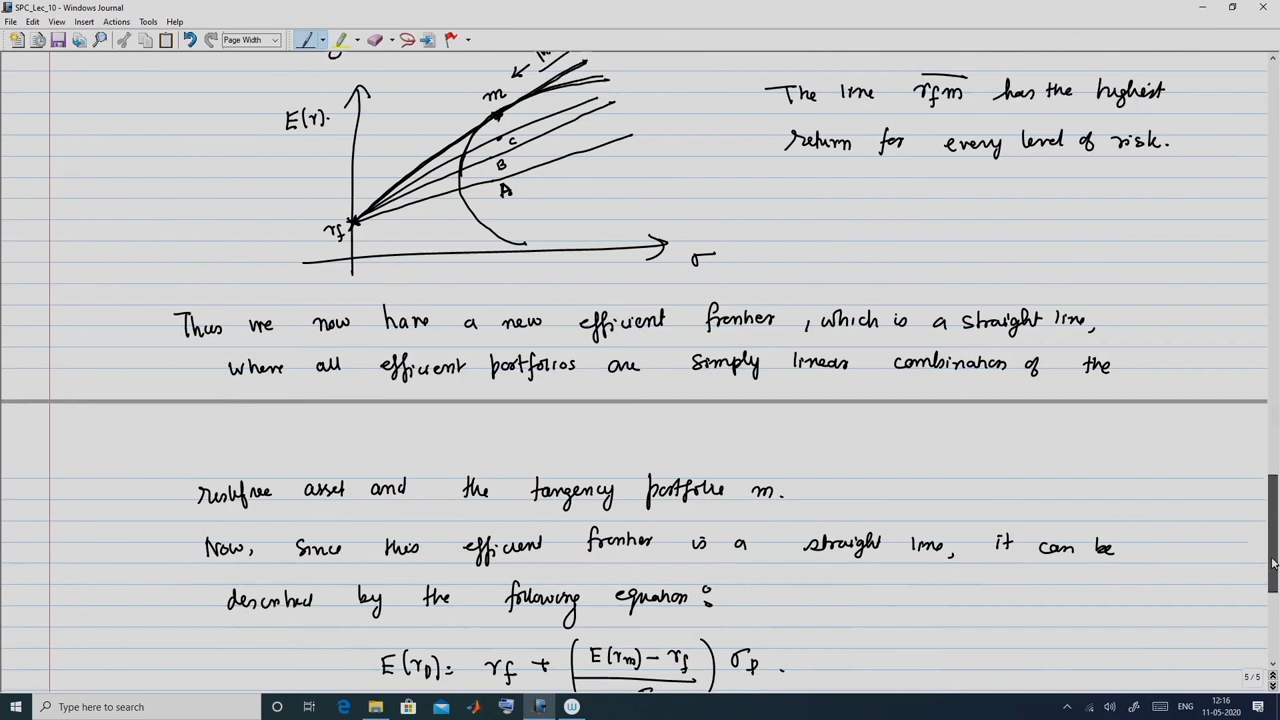 SPC_Lec_10 - Windows Journal
File Edit View Insert Actions Tools Help
Page Width
m
E(r).
C
B
A
rf
σ
The line rfm has the highest
return for every level of risk.
Thus we now have a new efficient frontier, which is a straight line,
where all efficient portfolios are simply linear combination of the
riskfree asset and the tangency portfolio m.
Now, since this efficient frontier is a straight line, it can be
described by the following equation:
E(rp) = rf + (E(rm) - rf) σp.
5/5
Type here to search
ENG
12:16
11-05-2020